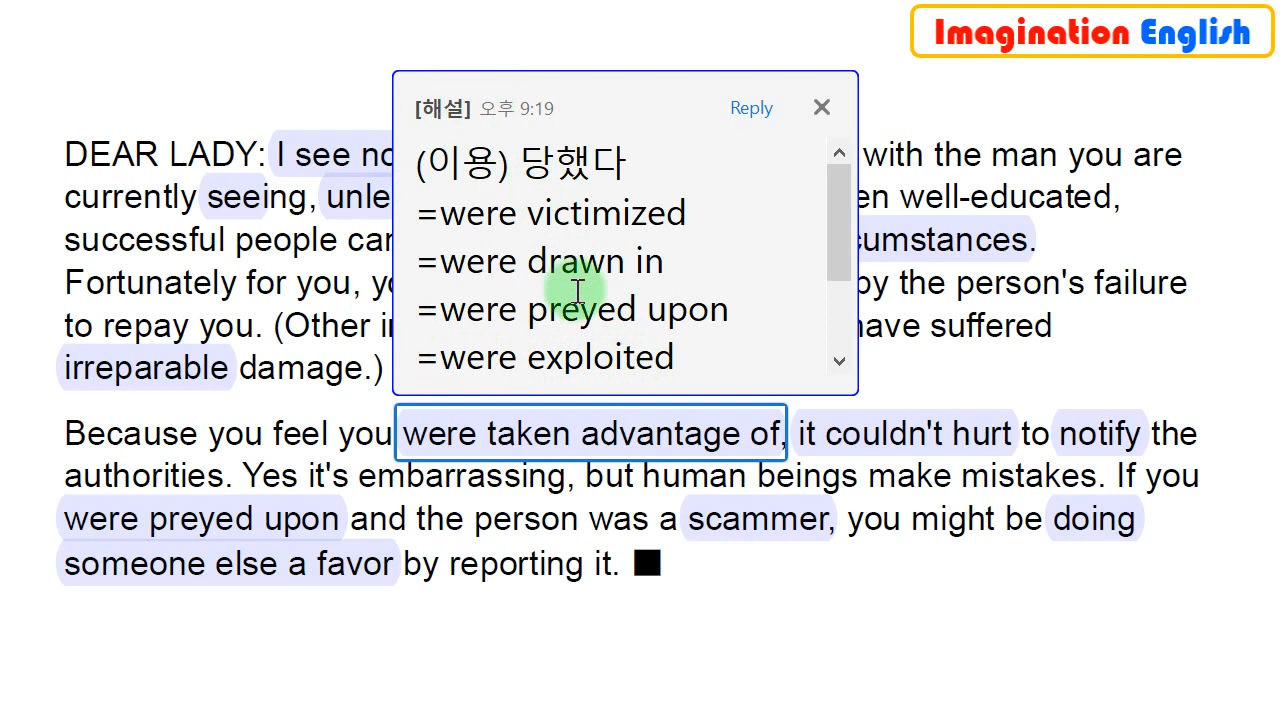 Imagination English
[해설] 오후 9:19 Reply
(이용) 당했다
=were victimized
=were drawn in
=were preyed upon
=were exploited
DEAR LADY: I see with the man you are
currently seeing, en well-educated,
successful people cumstances.
Fortunately for you, by the person's failure
to repay you. (Other have suffered
irreparable damage.)
Because you feel you were taken advantage of, it couldn't hurt to notify the
authorities. Yes it's embarrassing, but human beings make mistakes. If you
were preyed upon and the person was a scammer, you might be doing
someone else a favor by reporting it. ■